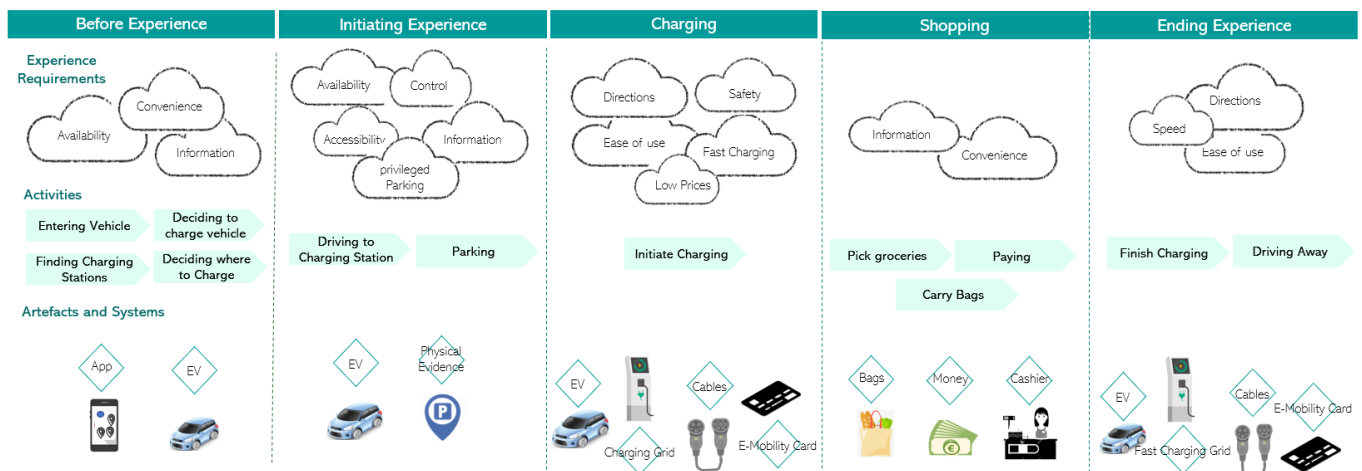 Before Experience
Initiating Experience
Charging
Shopping
Ending Experience
Experience
Requirements
Convenience
Availability
Information
Availability
Control
Accessibility
Information
privileged
Parking
Directions
Safety
Ease of use
Fast Charging
Low Prices
Information
Convenience
Directions
Speed
Ease of use
Activities
Entering Vehicle
Deciding to
charge vehicle
Finding Charging
Stations
Deciding where
to Charge
Driving to
Charging Station
Parking
Initiate Charging
Pick groceries
Paying
Carry Bags
Finish Charging
Driving Away
Artefacts and Systems
App
EV
EV
Physical
Evidence
P
EV
Cables
Charging Grid
E-Mobility Card
Bags
Money
Cashier
€
EV
Cables
E-Mobility Card
Fast Charging Grid